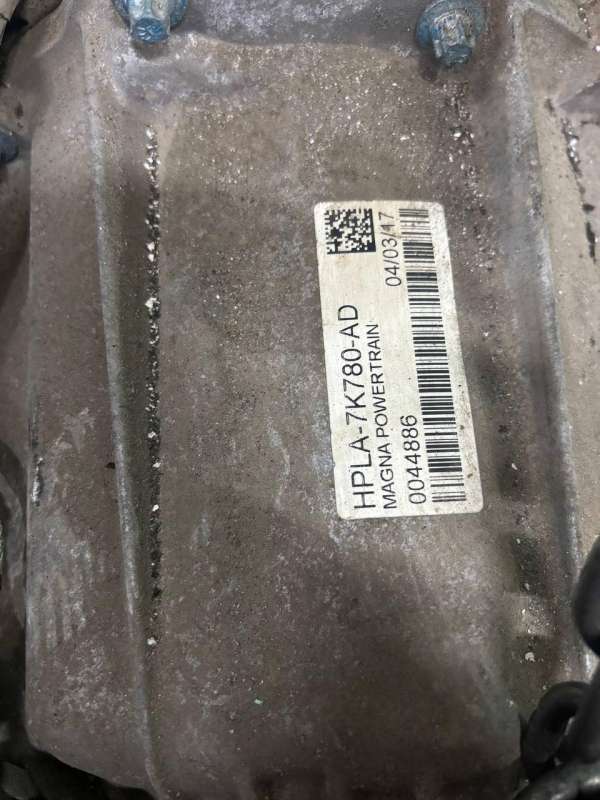 04/03/17
HPLA-7K780-AD
MAGNA POWERTRAIN
0044886